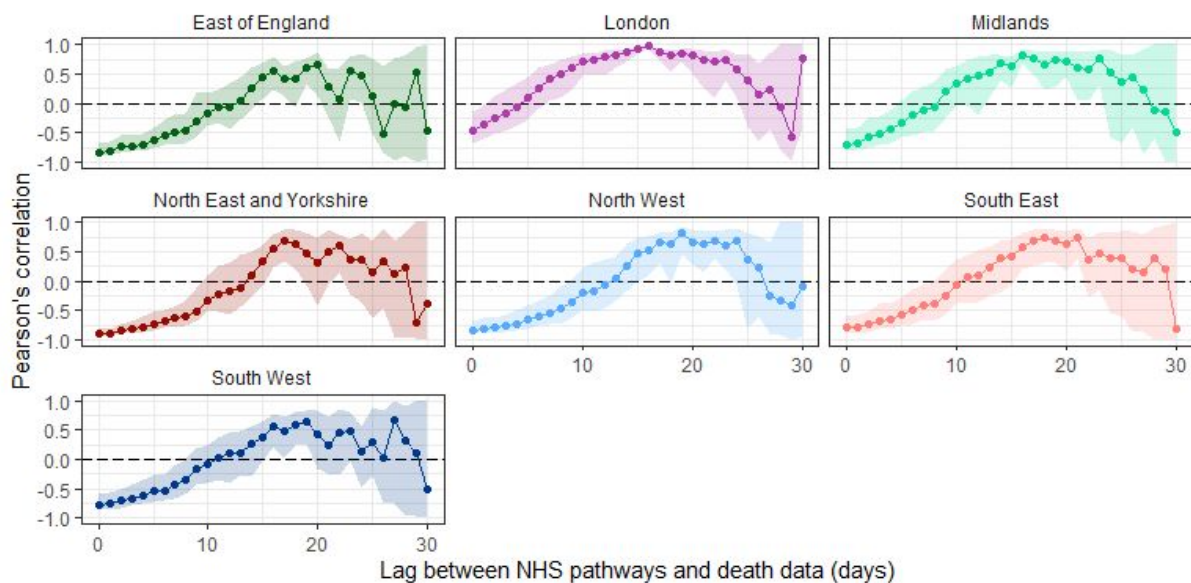 East of England
London
Midlands
1.0
0.5
0.0
-0.5
-1.0
North East and Yorkshire
North West
South East
Pearson's correlation
1.0
0.5
0.0
-0.5
-1.0
0 10 20 30
0 10 20 30
South West
1.0
0.5
0.0
-0.5
-1.0
0 10 20 30
Lag between NHS pathways and death data (days)